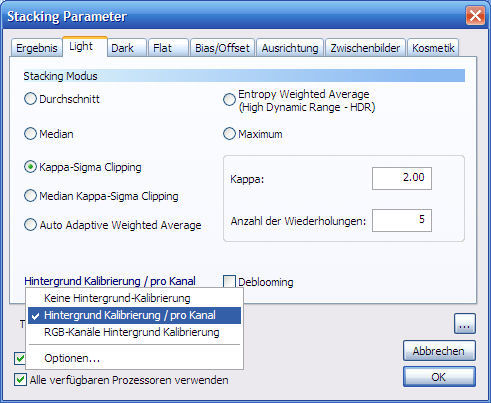 Stacking Parameter
Ergebnis Light Dark Flat Bias/Offset Ausrichtung Zwischenbilder Kosmetik
Stacking Modus
Durchschnitt
Entropy Weighted Average
(High Dynamic Range - HDR)
Median
Maximum
Kappa-Sigma Clipping
Kappa: 2.00
Median Kappa-Sigma Clipping
Auto Adaptive Weighted Average
Anzahl der Wiederholungen: 5
Hintergrund Kalibrierung / pro Kanal
Deblooming
Keine Hintergrund-Kalibrierung
Hintergrund Kalibrierung / pro Kanal
RGB-Kanäle Hintergrund Kalibrierung
...
Optionen...
Abbrechen
Alle verfügbaren Prozessoren verwenden
OK